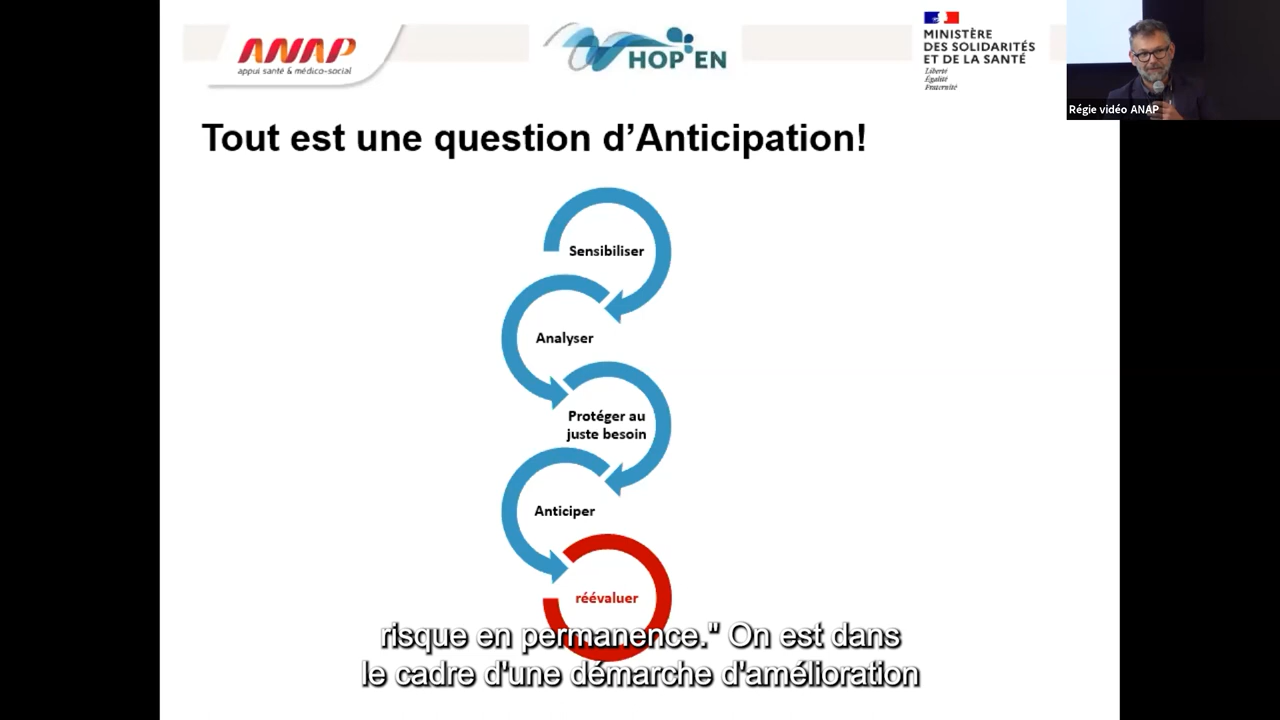 ANAP
appui santé & médico-social
HOP'EN
MINISTÈRE
DES SOLIDARITÉS
ET DE LA SANTÉ
Liberté
Égalité
Fraternité
Régie vidéo ANAP
Tout est une question d’Anticipation!
Sensibiliser
Analyser
Protéger au
juste besoin
Anticiper
réévaluer
risque en permanence." On est dans
le cadre d'une démarche d'amélioration